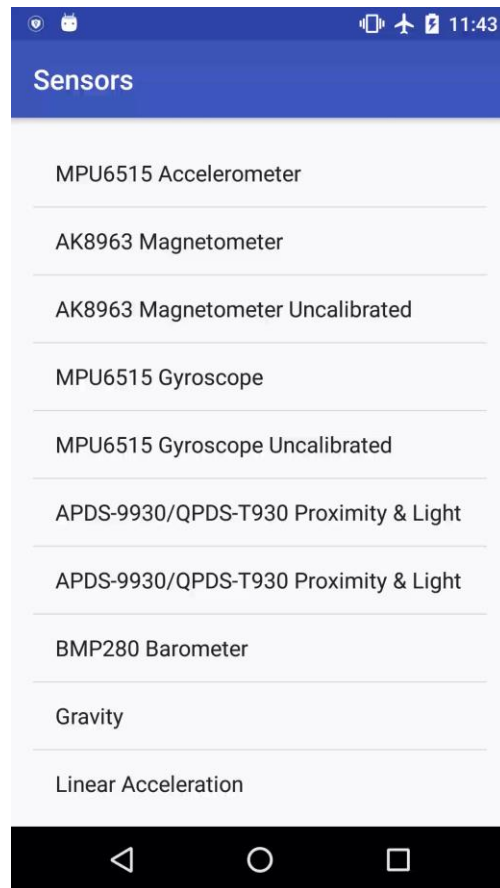 11:43
Sensors
MPU6515 Accelerometer
AK8963 Magnetometer
AK8963 Magnetometer Uncalibrated
MPU6515 Gyroscope
MPU6515 Gyroscope Uncalibrated
APDS-9930/QPDS-T930 Proximity & Light
APDS-9930/QPDS-T930 Proximity & Light
BMP280 Barometer
Gravity
Linear Acceleration